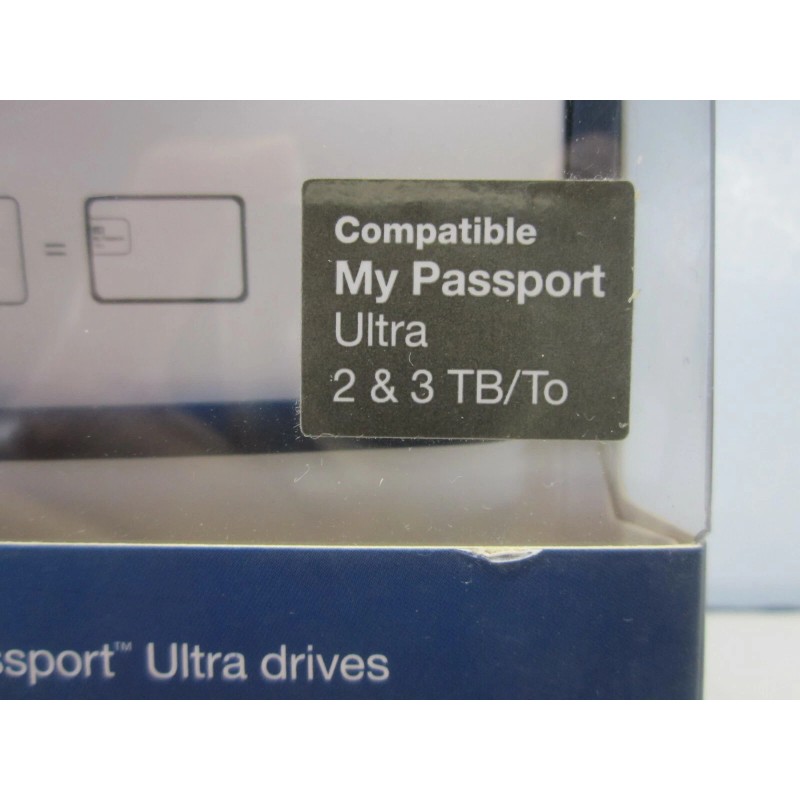 =
Compatible
My Passport
Ultra
2 & 3 TB/To
ssport™ Ultra drives